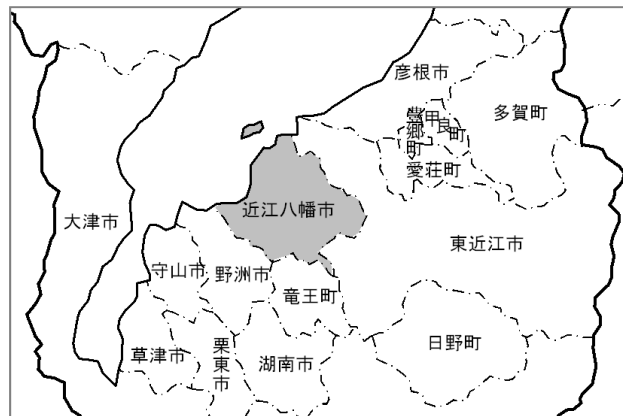 彦根市
多賀町
豊郷町
甲良町
愛荘町
近江八幡市
大津市
東近江市
守山市
野洲市
竜王町
草津市
栗東市
湖南市
日野町